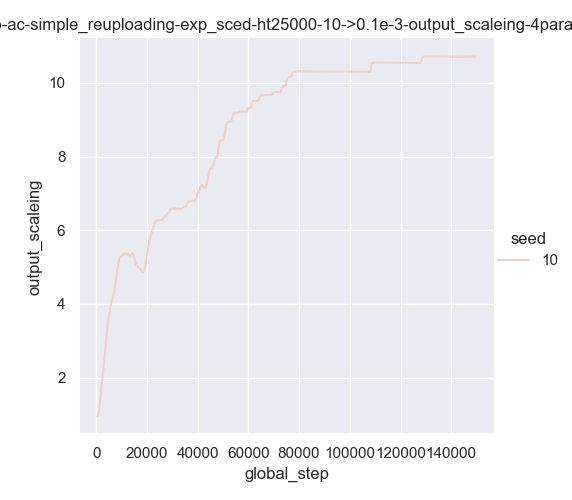 o-ac-simple_reuploading-exp_sced-ht25000-10->0.1e-3-output_scaleing-4para
10
8
6
4
2
output_scaleing
seed
10
0 20000 40000 60000 80000 100000 120000 140000
global_step